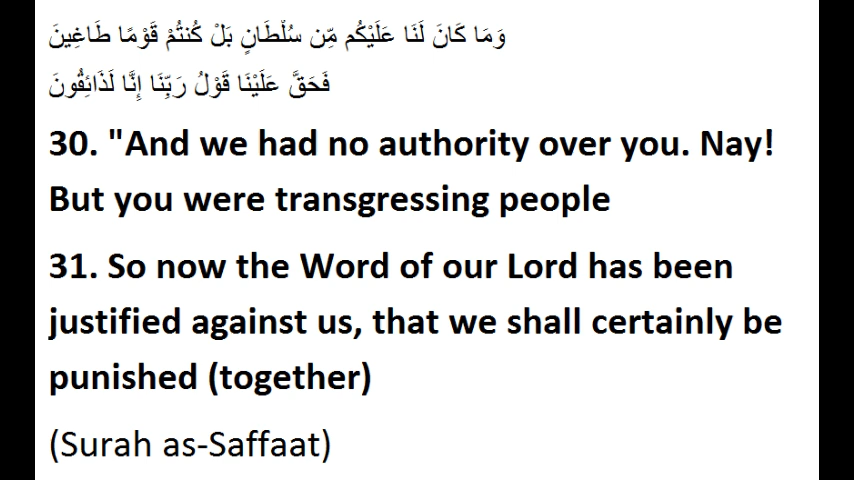 وَمَا كَانَ لَنَا عَلَيْكُم مِّن سُلْطَانٍ بَلْ كُنتُمْ قَوْمًا طَاغِينَ
فَحَقَّ عَلَيْنَا قَوْلُ رَبِّنَا إِنَّا لَذَائِقُونَ
30. "And we had no authority over you. Nay!
But you were transgressing people
31. So now the Word of our Lord has been
justified against us, that we shall certainly be
punished (together)
(Surah as-Saffaat)